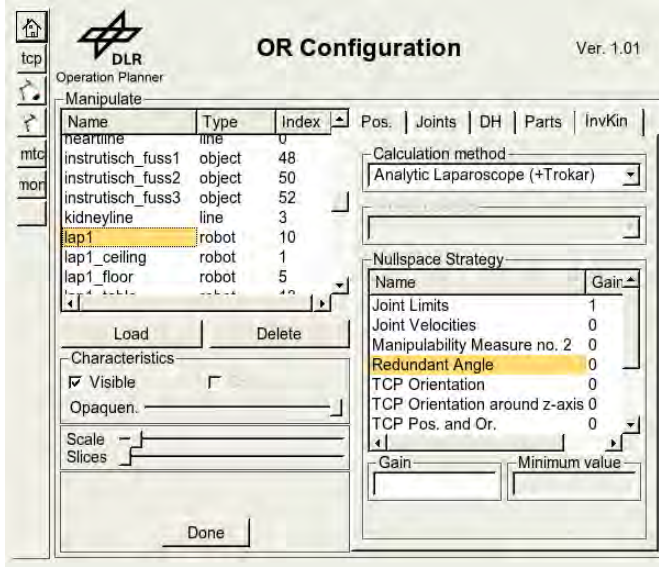 tcp
mtc
mon
DLR
Operation Planner
OR Configuration
Ver. 1.01
Manipulate
Name Type Index
heartline line 0
instrutisch_fuss1 object 48
instrutisch_fuss2 object 50
instrutisch_fuss3 object 52
kidneyline line 3
lap1 robot 10
lap1_ceiling robot 1
lap1_floor robot 5
Load Delete
Characteristics
Visible
Opaquen.
Scale
Slices
Done
Pos. Joints DH Parts InvKin
Calculation method
Analytic Laparoscope (+Trokar)
Nullspace Strategy
Name Gain
Joint Limits 1
Joint Velocities 0
Manipulability Measure no. 2 0
Redundant Angle 0
TCP Orientation 0
TCP Orientation around z-axis 0
TCP Pos. and Or. 0
Gain Minimum value